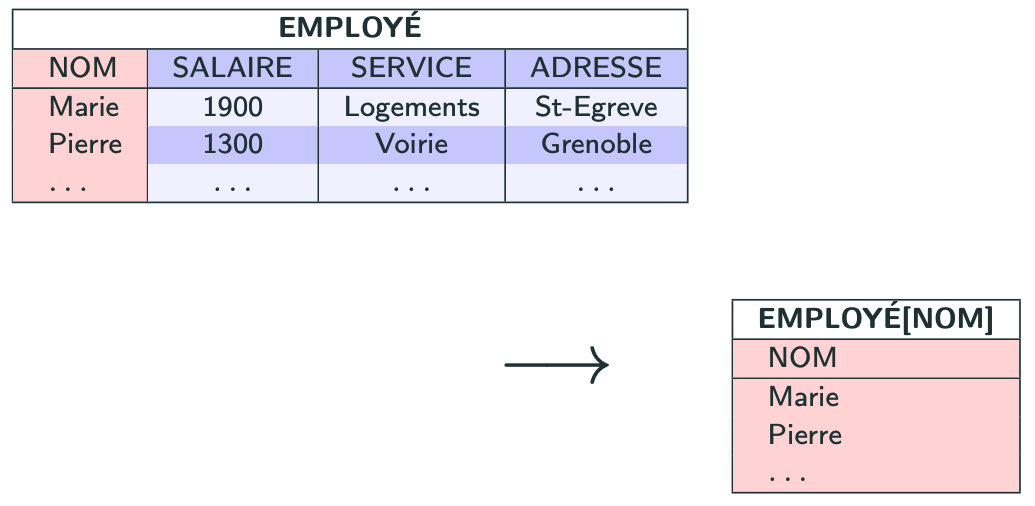 EMPLOYÉ
NOM SALAIRE SERVICE ADRESSE
Marie 1900 Logements St-Egreve
Pierre 1300 Voirie Grenoble
... ... ... ...
EMPLOYÉ[NOM]
NOM
Marie
Pierre
...